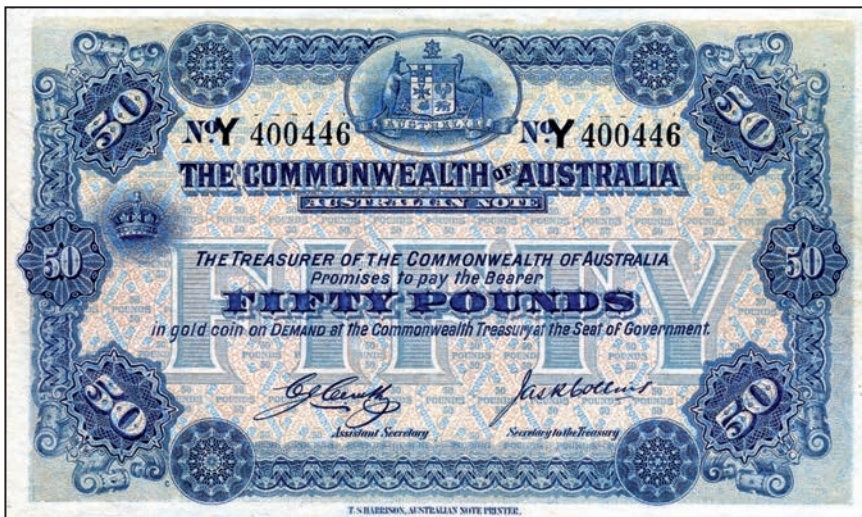 50 50
AUSTRALIA
NO. Y 400446 NO. Y 400446
THE COMMONWEALTH OF AUSTRALIA
AUSTRALIAN NOTE
THE TREASURER OF THE COMMONWEALTH OF AUSTRALIA
Promises to pay the Bearer
50 FIFTY POUNDS 50
in gold coin on DEMAND at the Commonwealth Treasury at the Seat of Government.
FIFTY
Jas R Collins
Assistant Secretary Secretary to the Treasury
50 50
T. S HARRISON, AUSTRALIAN NOTE PRINTER,